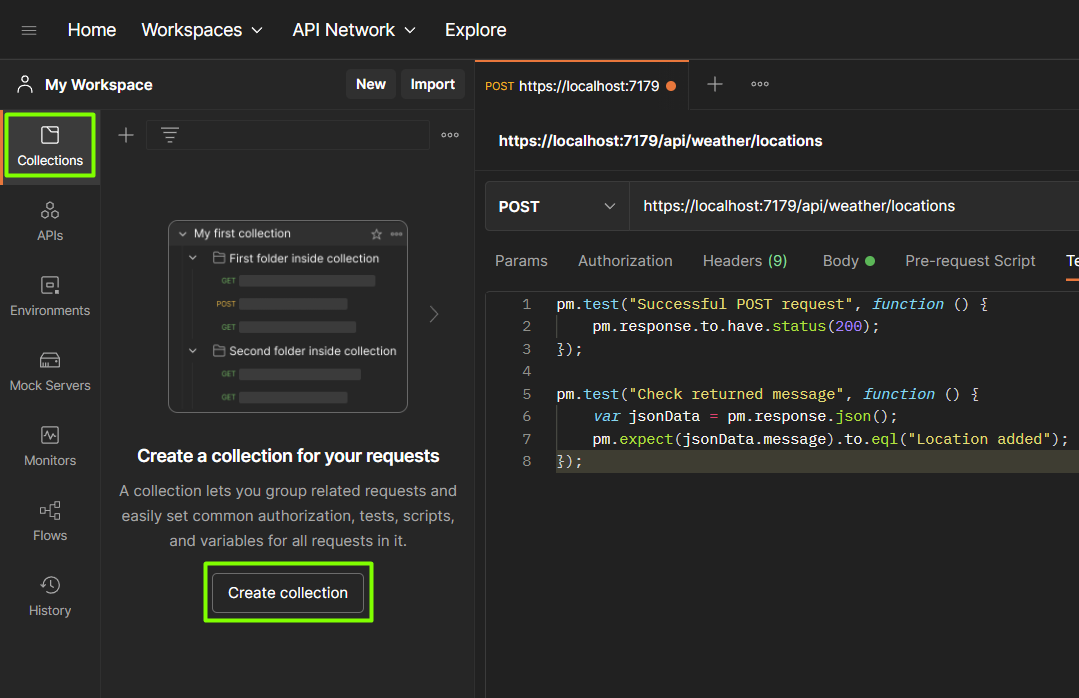 Home Workspaces API Network Explore
My Workspace New Import
POST https://localhost:7179
Collections
APIs
Environments
Mock Servers
Monitors
Flows
History
My first collection
First folder inside collection
GET
POST
GET
Second folder inside collection
GET
GET
Create a collection for your requests
A collection lets you group related requests and
easily set common authorization, tests, scripts,
and variables for all requests in it.
Create collection
https://localhost:7179/api/weather/locations
POST https://localhost:7179/api/weather/locations
Params Authorization Headers (9) Body Pre-request Script Te
1 pm.test("Successful POST request", function () {
2 pm.response.to.have.status(200);
3 });
4
5 pm.test("Check returned message", function () {
6 var jsonData = pm.response.json();
7 pm.expect(jsonData.message).to.eql("Location added");
8 });